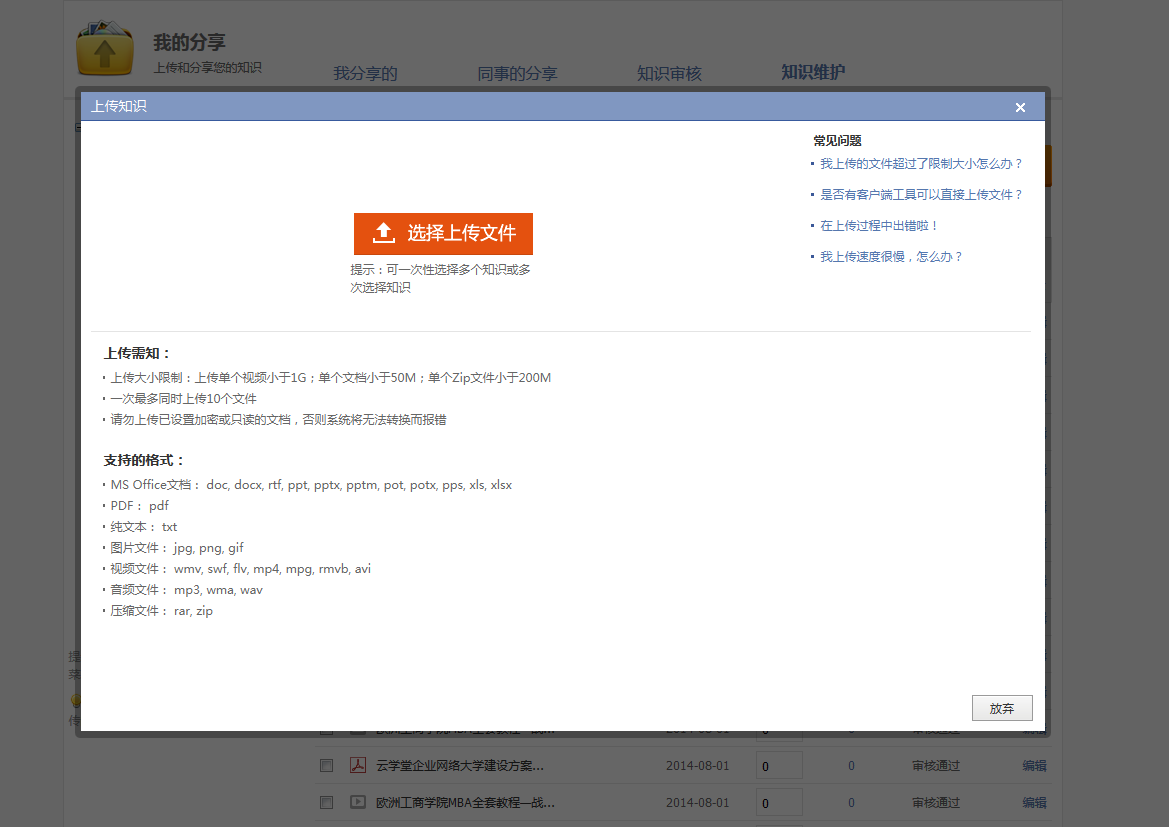 我的分享
上传和分享您的知识
我分享的
同事的分享
知识审核
知识维护
上传知识
常见问题
· 我上传的文件超过了限制大小怎么办？
· 是否有客户端工具可以直接上传文件？
· 在上传过程中出错啦！
· 我上传速度很慢，怎么办？
选择上传文件
提示：可一次性选择多个知识或多
次选择知识
上传需知：
· 上传大小限制：上传单个视频小于1G；单个文档小于50M；单个Zip文件小于200M
· 一次最多同时上传10个文件
· 请勿上传已设置加密或只读的文档，否则系统将无法转换而报错
支持的格式：
· MS Office文档： doc, docx, rtf, ppt, pptx, pptm, pot, potx, pps, xls, xlsx
· PDF： pdf
· 纯文本： txt
· 图片文件： jpg, png, gif
· 视频文件： wmv, swf, flv, mp4, mpg, rmvb, avi
· 音频文件： mp3, wma, wav
· 压缩文件： rar, zip
放弃
云学堂企业网络大学建设方案... 2014-08-01 0 0 审核通过 编辑
欧洲工商学院MBA全套教程—战... 2014-08-01 0 0 审核通过 编辑